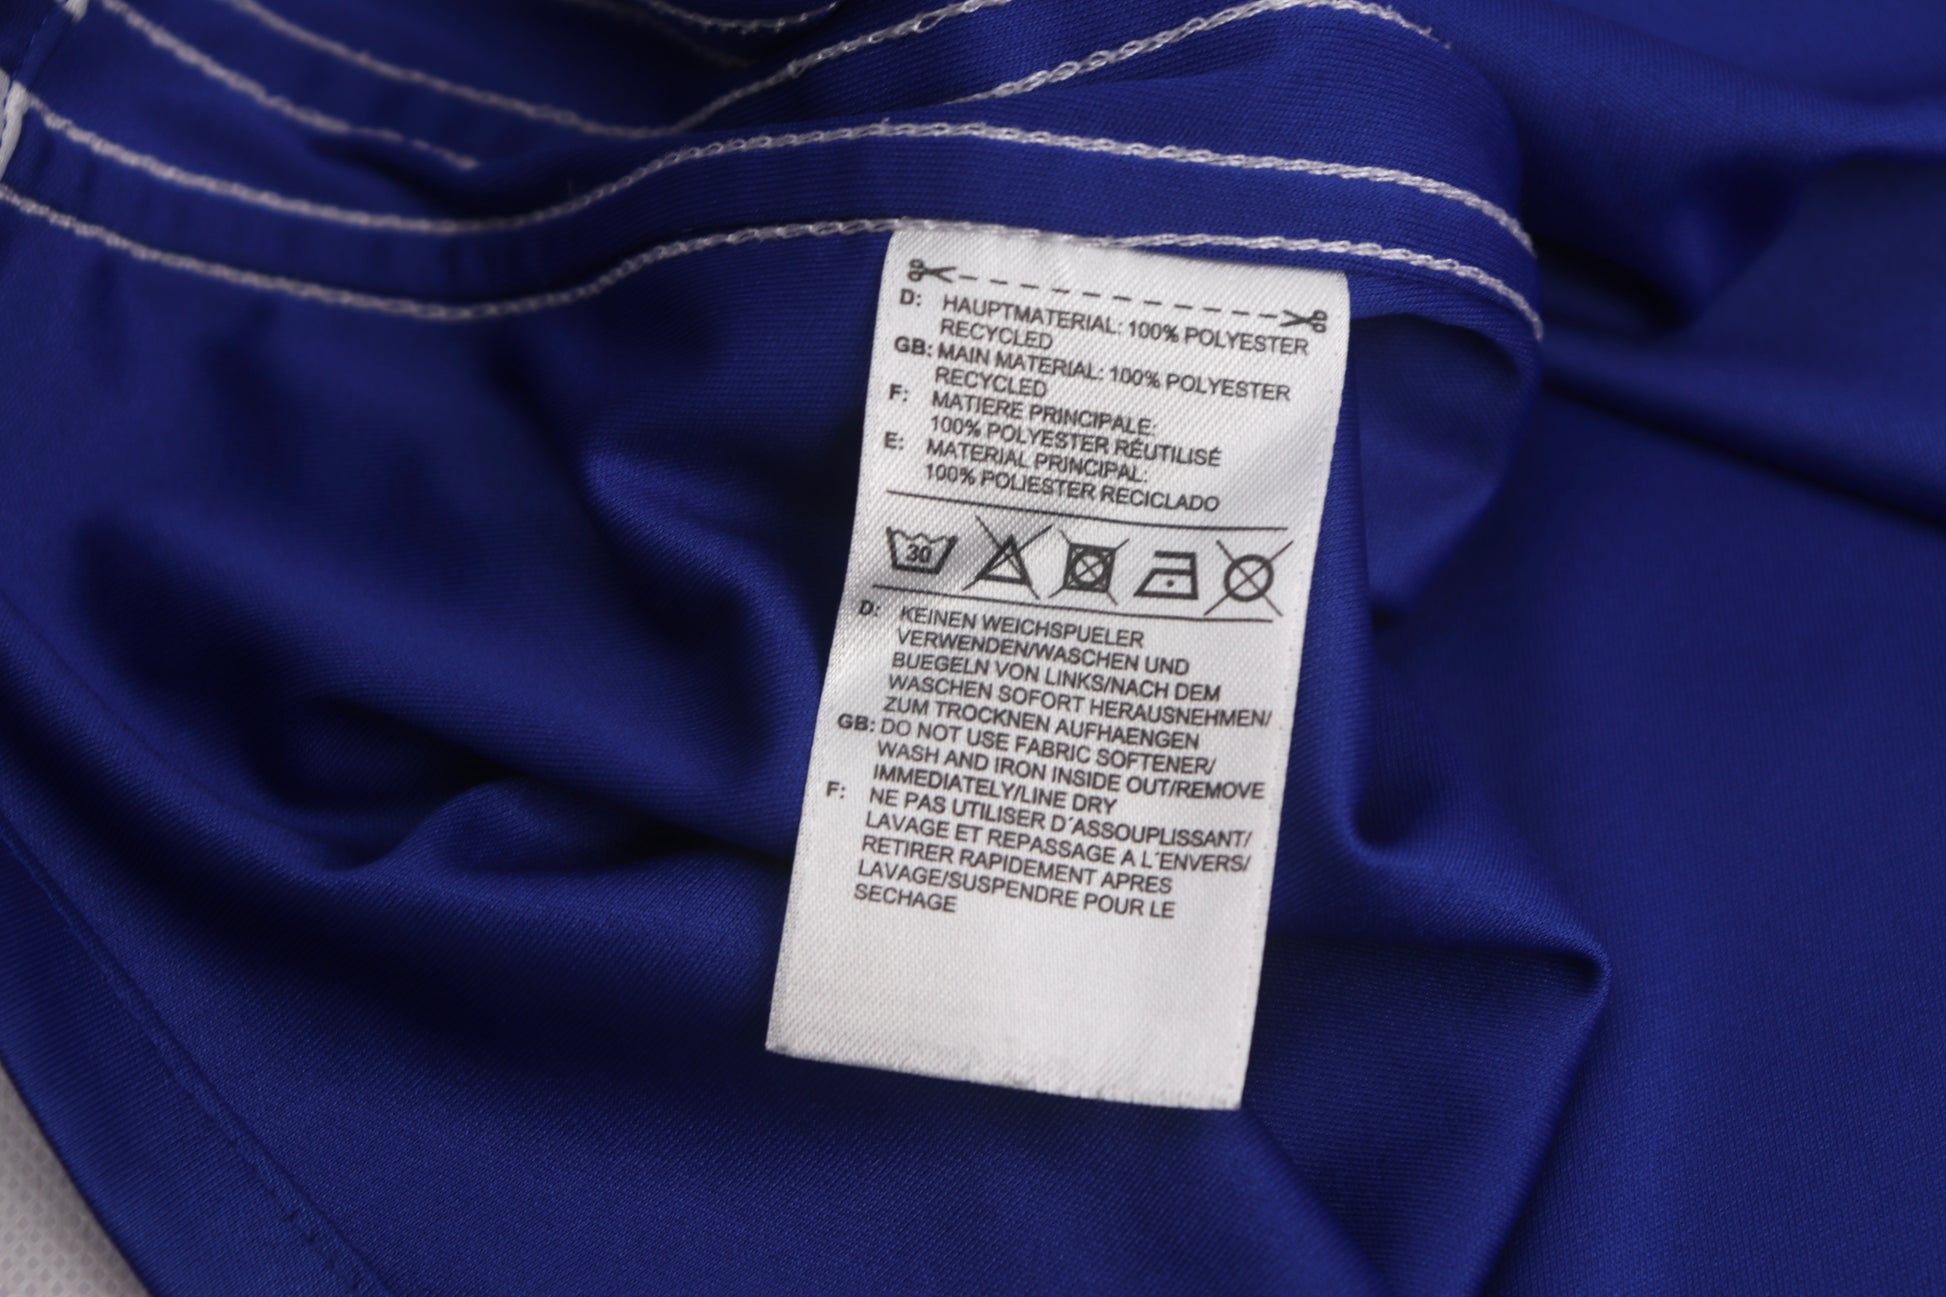 D: HAUPTMATERIAL: 100% POLYESTER
RECYCLED
GB: MAIN MATERIAL: 100% POLYESTER
RECYCLED
F: MATIERE PRINCIPALE:
100% POLYESTER RÉUTILISÉ
E: MATERIAL PRINCIPAL:
100% POLIESTER RECICLADO
30
D: KEINEN WEICHSPUELER
VERWENDEN/WASCHEN UND
BUEGELN VON LINKS/NACH DEM
WASCHEN SOFORT HERAUSNEHMEN/
ZUM TROCKNEN AUFHAENGEN
GB: DO NOT USE FABRIC SOFTENER/
WASH AND IRON INSIDE OUT/REMOVE
IMMEDIATELY/LINE DRY
F: NE PAS UTILISER D´ASSOUPLISSANT/
LAVAGE ET REPASSAGE A L´ENVERS/
RETIRER RAPIDEMENT APRES
LAVAGE/SUSPENDRE POUR LE
SECHAGE